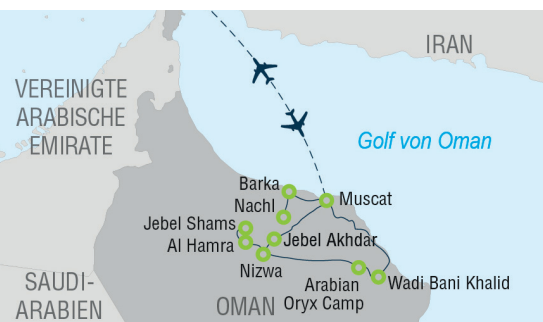 IRAN
VEREINIGTE
ARABISCHE
EMIRATE
Golf von Oman
Barka
Nachl
Muscat
Jebel Shams
Al Hamra
Jebel Akhdar
Nizwa
Wadi Bani Khalid
Arabian
Oryx Camp
SAUDI-
ARABIEN
OMAN